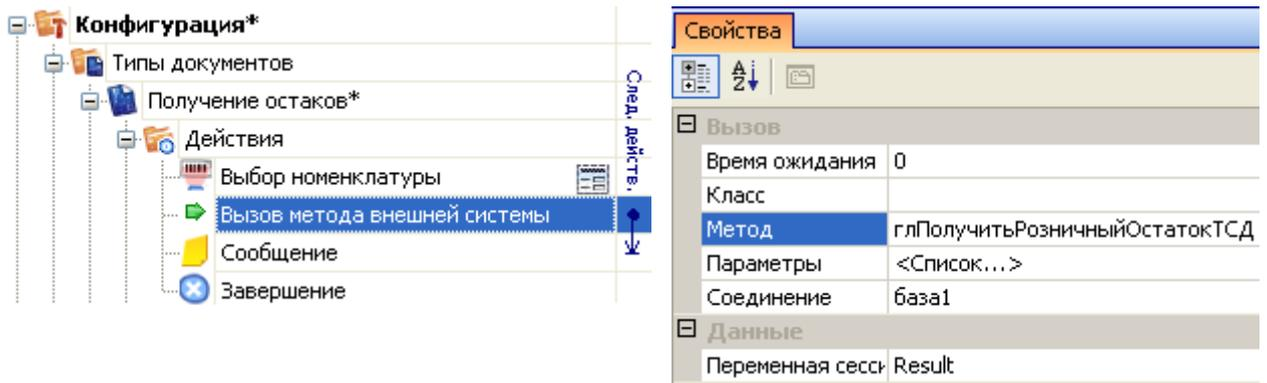 Конфигурация*
Типы документов
Получение остаков*
Действия
Выбор номенклатуры
Вызов метода внешней системы
Сообщение
Завершение
След. действ.
Свойства
Вызов
Время ожидания 0
Класс
Метод глПолучитьРозничныйОстатокТСД
Параметры <Список...>
Соединение база1
Данные
Переменная сесси Result